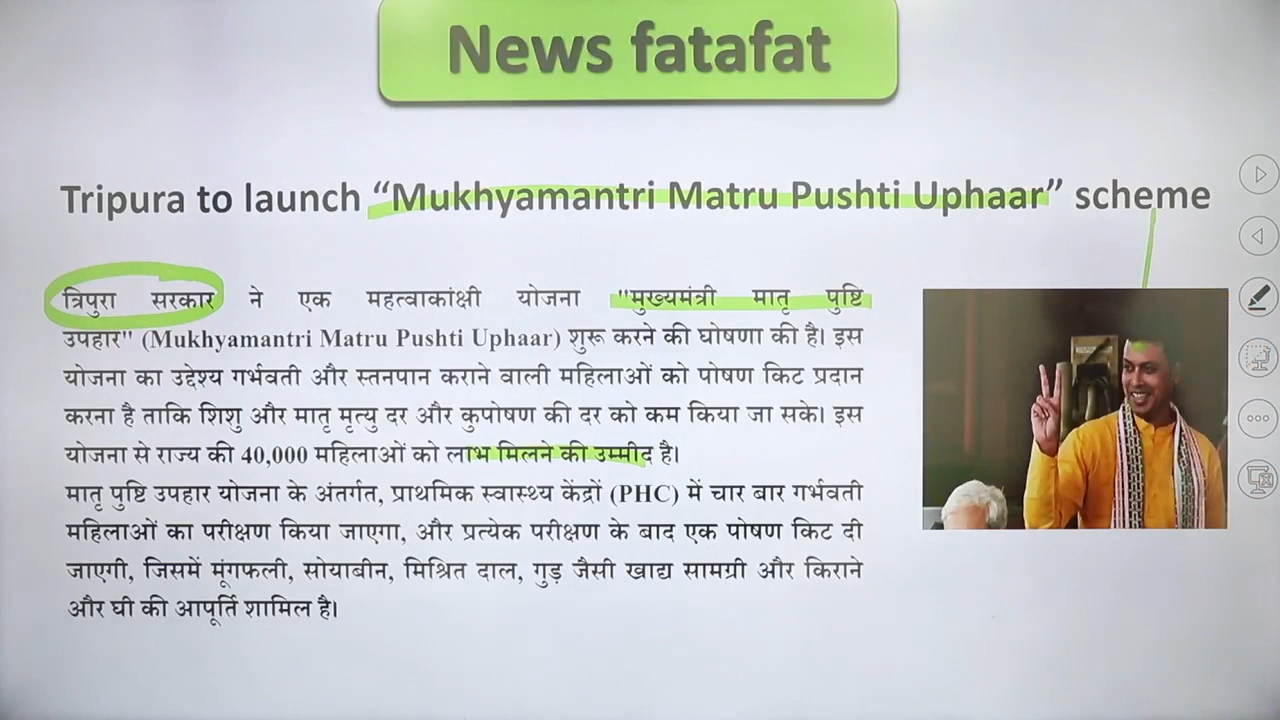 News fatafat
Tripura to launch “Mukhyamantri Matru Pushti Uphaar” scheme
त्रिपुरा सरकार ने एक महत्वाकांक्षी योजना "मुख्यमंत्री मातृ पुष्टि
उपहार" (Mukhyamantri Matru Pushti Uphaar) शुरू करने की घोषणा की है। इस
योजना का उद्देश्य गर्भवती और स्तनपान कराने वाली महिलाओं को पोषण किट प्रदान
करना है ताकि शिशु और मातृ मृत्यु दर और कुपोषण की दर को कम किया जा सके। इस
योजना से राज्य की 40,000 महिलाओं को लाभ मिलने की उम्मीद है।
मातृ पुष्टि उपहार योजना के अंतर्गत, प्राथमिक स्वास्थ्य केंद्रों (PHC) में चार बार गर्भवती
महिलाओं का परीक्षण किया जाएगा, और प्रत्येक परीक्षण के बाद एक पोषण किट दी
जाएगी, जिसमें मूंगफली, सोयाबीन, मिश्रित दाल, गुड़ जैसी खाद्य सामग्री और किराने
और घी की आपूर्ति शामिल है।